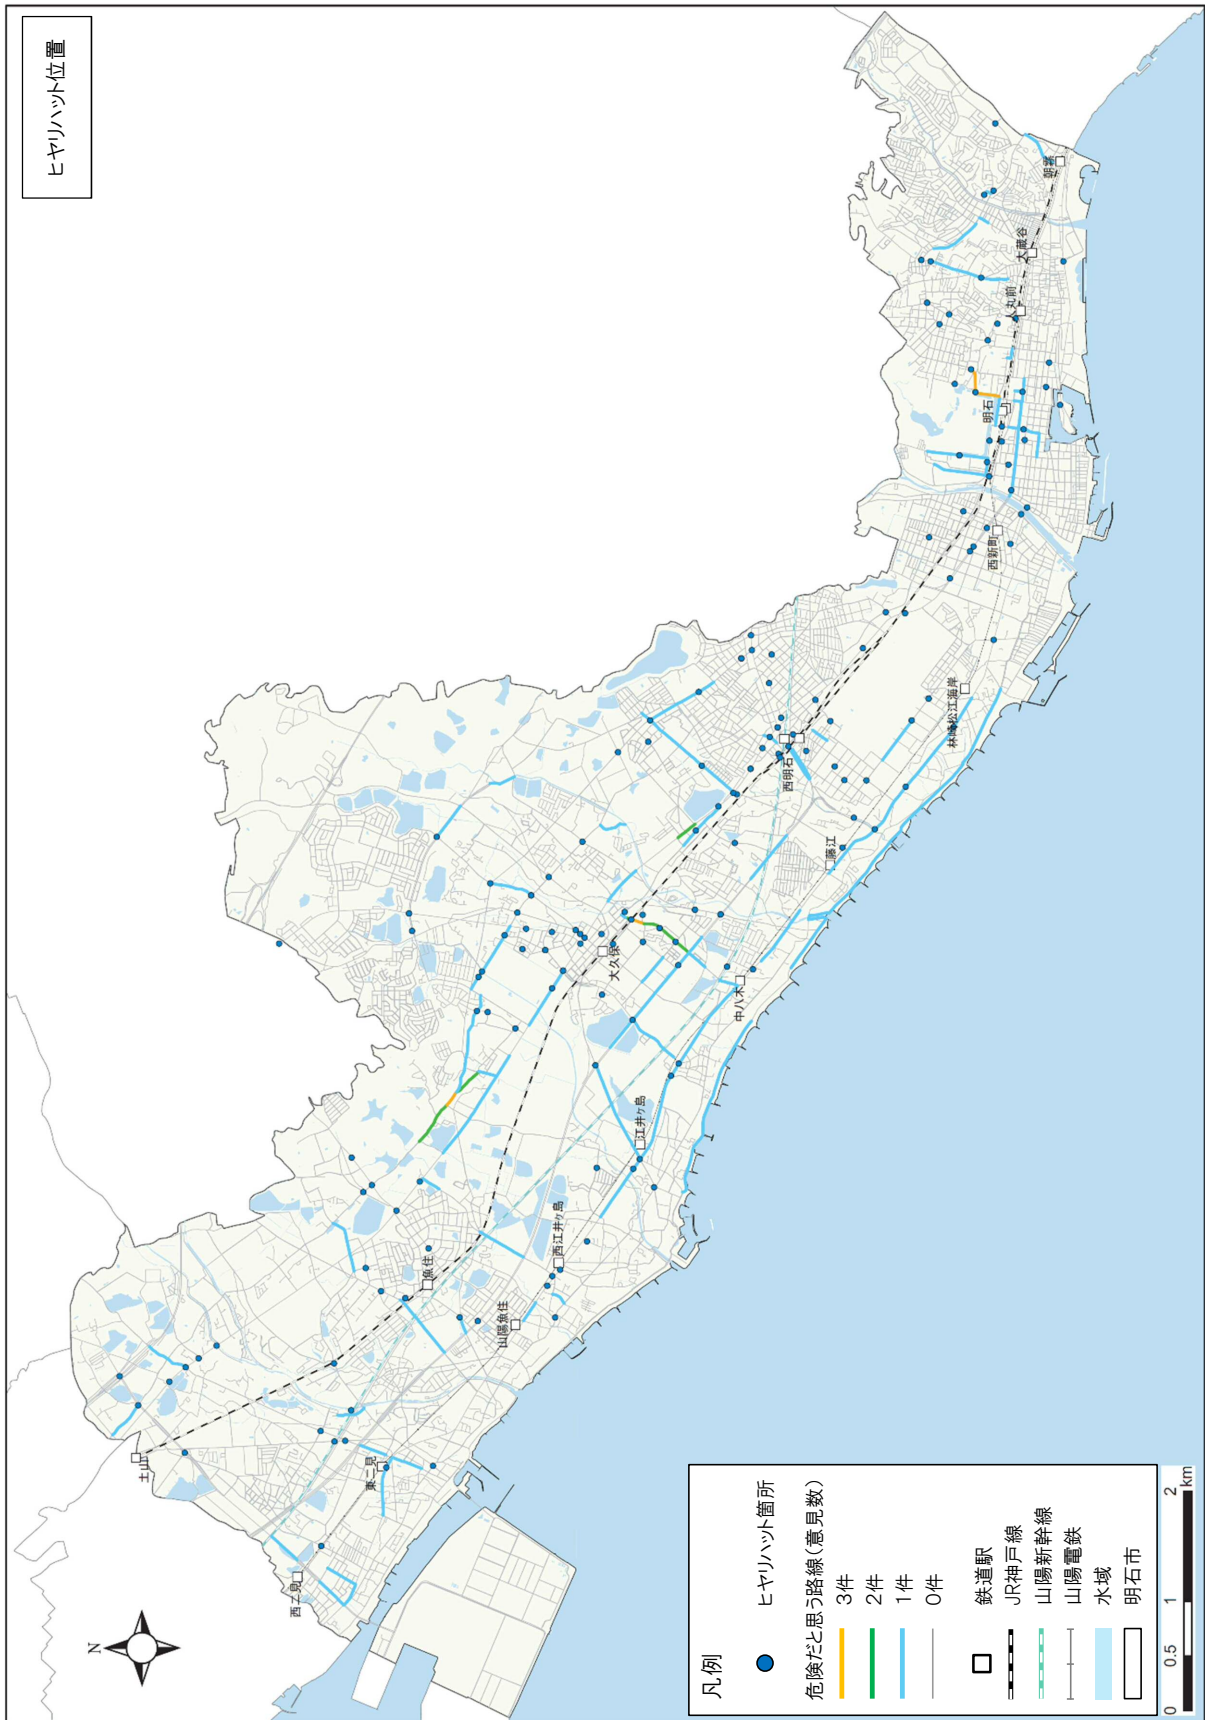 ヒヤリハット位置
N
土山
西二見
東二見
魚住
山陽魚住
西江井ヶ島
江井ヶ島
大久保
中八木
西明石
藤江
林崎松江海岸
西新町
明石
人丸前
大蔵谷
朝霧
凡例
ヒヤリハット箇所
危険だと思う路線(意見数)
3件
2件
1件
0件
鉄道駅
JR神戸線
山陽新幹線
山陽電鉄
水域
明石市
0 0.5 1 2 km